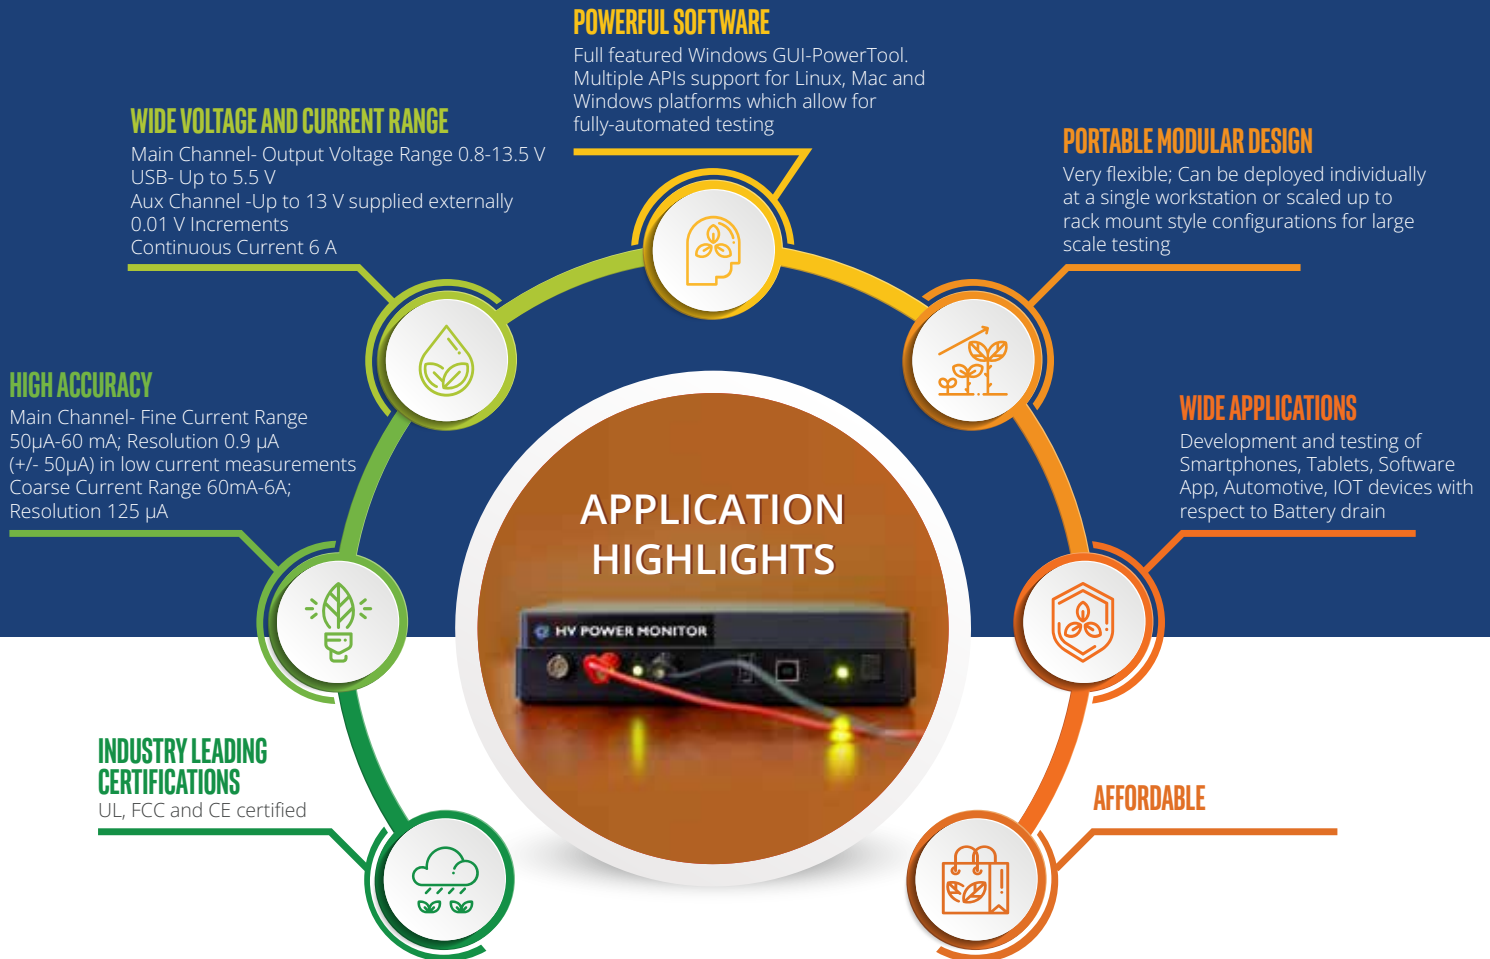 POWERFUL SOFTWARE
Full featured Windows GUI-PowerTool.
Multiple APIs support for Linux, Mac and
Windows platforms which allow for
fully-automated testing
WIDE VOLTAGE AND CURRENT RANGE
Main Channel- Output Voltage Range 0.8-13.5 V
USB- Up to 5.5 V
Aux Channel -Up to 13 V supplied externally
0.01 V Increments
Continuous Current 6 A
PORTABLE MODULAR DESIGN
Very flexible; Can be deployed individually
at a single workstation or scaled up to
rack mount style configurations for large
scale testing
HIGH ACCURACY
Main Channel- Fine Current Range
50µA-60 mA; Resolution 0.9 µA
(+/- 50µA) in low current measurements
Coarse Current Range 60mA-6A;
Resolution 125 µA
WIDE APPLICATIONS
Development and testing of
Smartphones, Tablets, Software
App, Automotive, IOT devices with
respect to Battery drain
APPLICATION
HIGHLIGHTS
HV POWER MONITOR
INDUSTRY LEADING
CERTIFICATIONS
UL, FCC and CE certified
AFFORDABLE